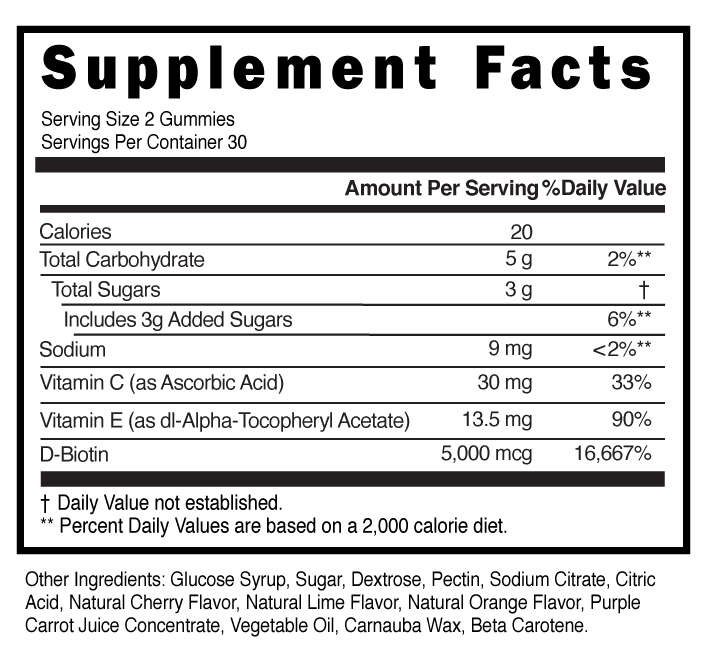 Supplement Facts
Serving Size 2 Gummies
Servings Per Container 30
Amount Per Serving %Daily Value
Calories 20
Total Carbohydrate 5 g 2%**
Total Sugars 3 g †
Includes 3g Added Sugars 6%**
Sodium 9 mg <2%**
Vitamin C (as Ascorbic Acid) 30 mg 33%
Vitamin E (as dl-Alpha-Tocopheryl Acetate) 13.5 mg 90%
D-Biotin 5,000 mcg 16,667%
† Daily Value not established.
** Percent Daily Values are based on a 2,000 calorie diet.
Other Ingredients: Glucose Syrup, Sugar, Dextrose, Pectin, Sodium Citrate, Citric
Acid, Natural Cherry Flavor, Natural Lime Flavor, Natural Orange Flavor, Purple
Carrot Juice Concentrate, Vegetable Oil, Carnauba Wax, Beta Carotene.